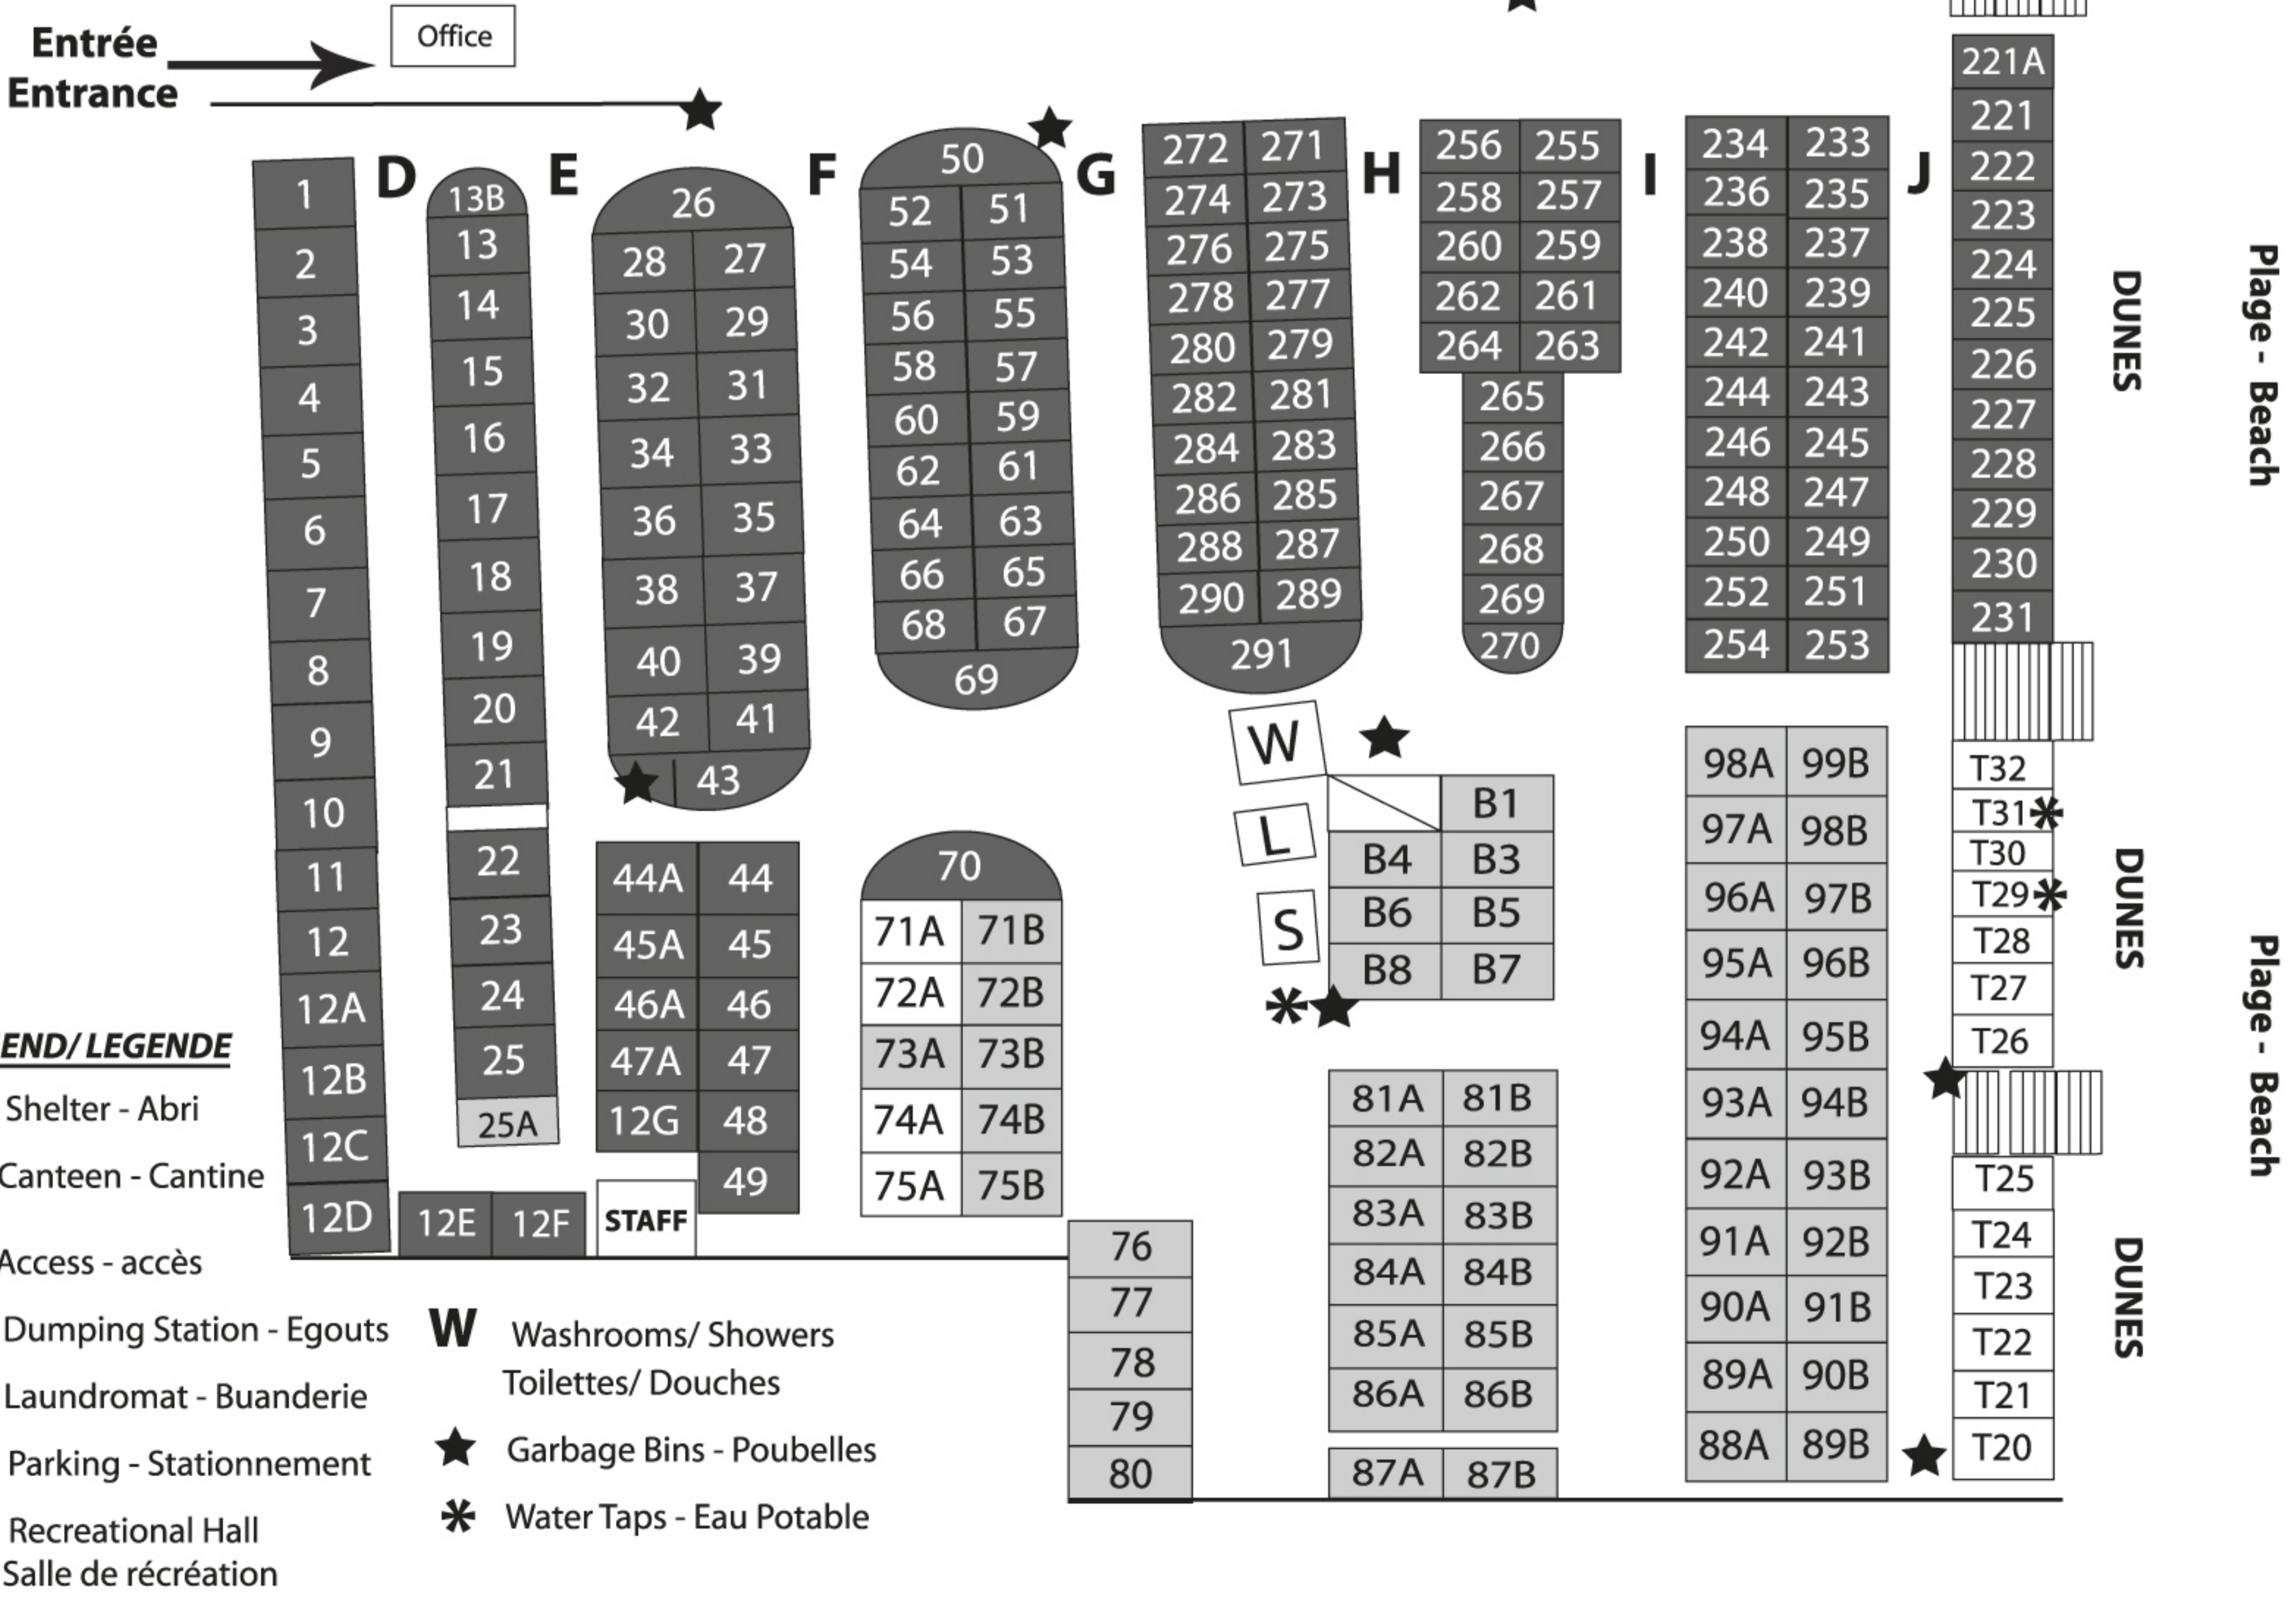 Entrée
Entrance
Office
1
2
3
4
5
6
7
8
9
10
11
12
12A
12B
12C
12D
D
13B
13
14
15
16
17
18
19
20
21
22
23
24
25
25A
12E 12F
E
26
28 27
30 29
32 31
34 33
36 35
38 37
40 39
42 41
43
44A 44
45A 45
46A 46
47A 47
12G 48
49
STAFF
F
50
52 51
54 53
56 55
58 57
60 59
62 61
64 63
66 65
68 67
69
70
71A 71B
72A 72B
73A 73B
74A 74B
75A 75B
76
77
78
79
80
G
272 271
274 273
276 275
278 277
280 279
282 281
284 283
286 285
288 287
290 289
291
W
L
S
B1
B4 B3
B6 B5
B8 B7
81A 81B
82A 82B
83A 83B
84A 84B
85A 85B
86A 86B
87A 87B
H
256 255
258 257
260 259
262 261
264 263
265
266
267
268
269
270
I
234 233
236 235
238 237
240 239
242 241
244 243
246 245
248 247
250 249
252 251
254 253
98A 99B
97A 98B
96A 97B
95A 96B
94A 95B
93A 94B
92A 93B
91A 92B
90A 91B
89A 90B
88A 89B
J
221A
221
222
223
224
225
226
227
228
229
230
231
T32
T31
T30
T29
T28
T27
T26
T25
T24
T23
T22
T21
T20
DUNES
DUNES
DUNES
Plage - Beach
Plage - Beach
END/ LEGENDE
Shelter - Abri
Canteen - Cantine
Access - accès
Dumping Station - Egouts
Laundromat - Buanderie
Parking - Stationnement
Recreational Hall
Salle de récréation
W Washrooms/ Showers
Toilettes/ Douches
Garbage Bins - Poubelles
Water Taps - Eau Potable